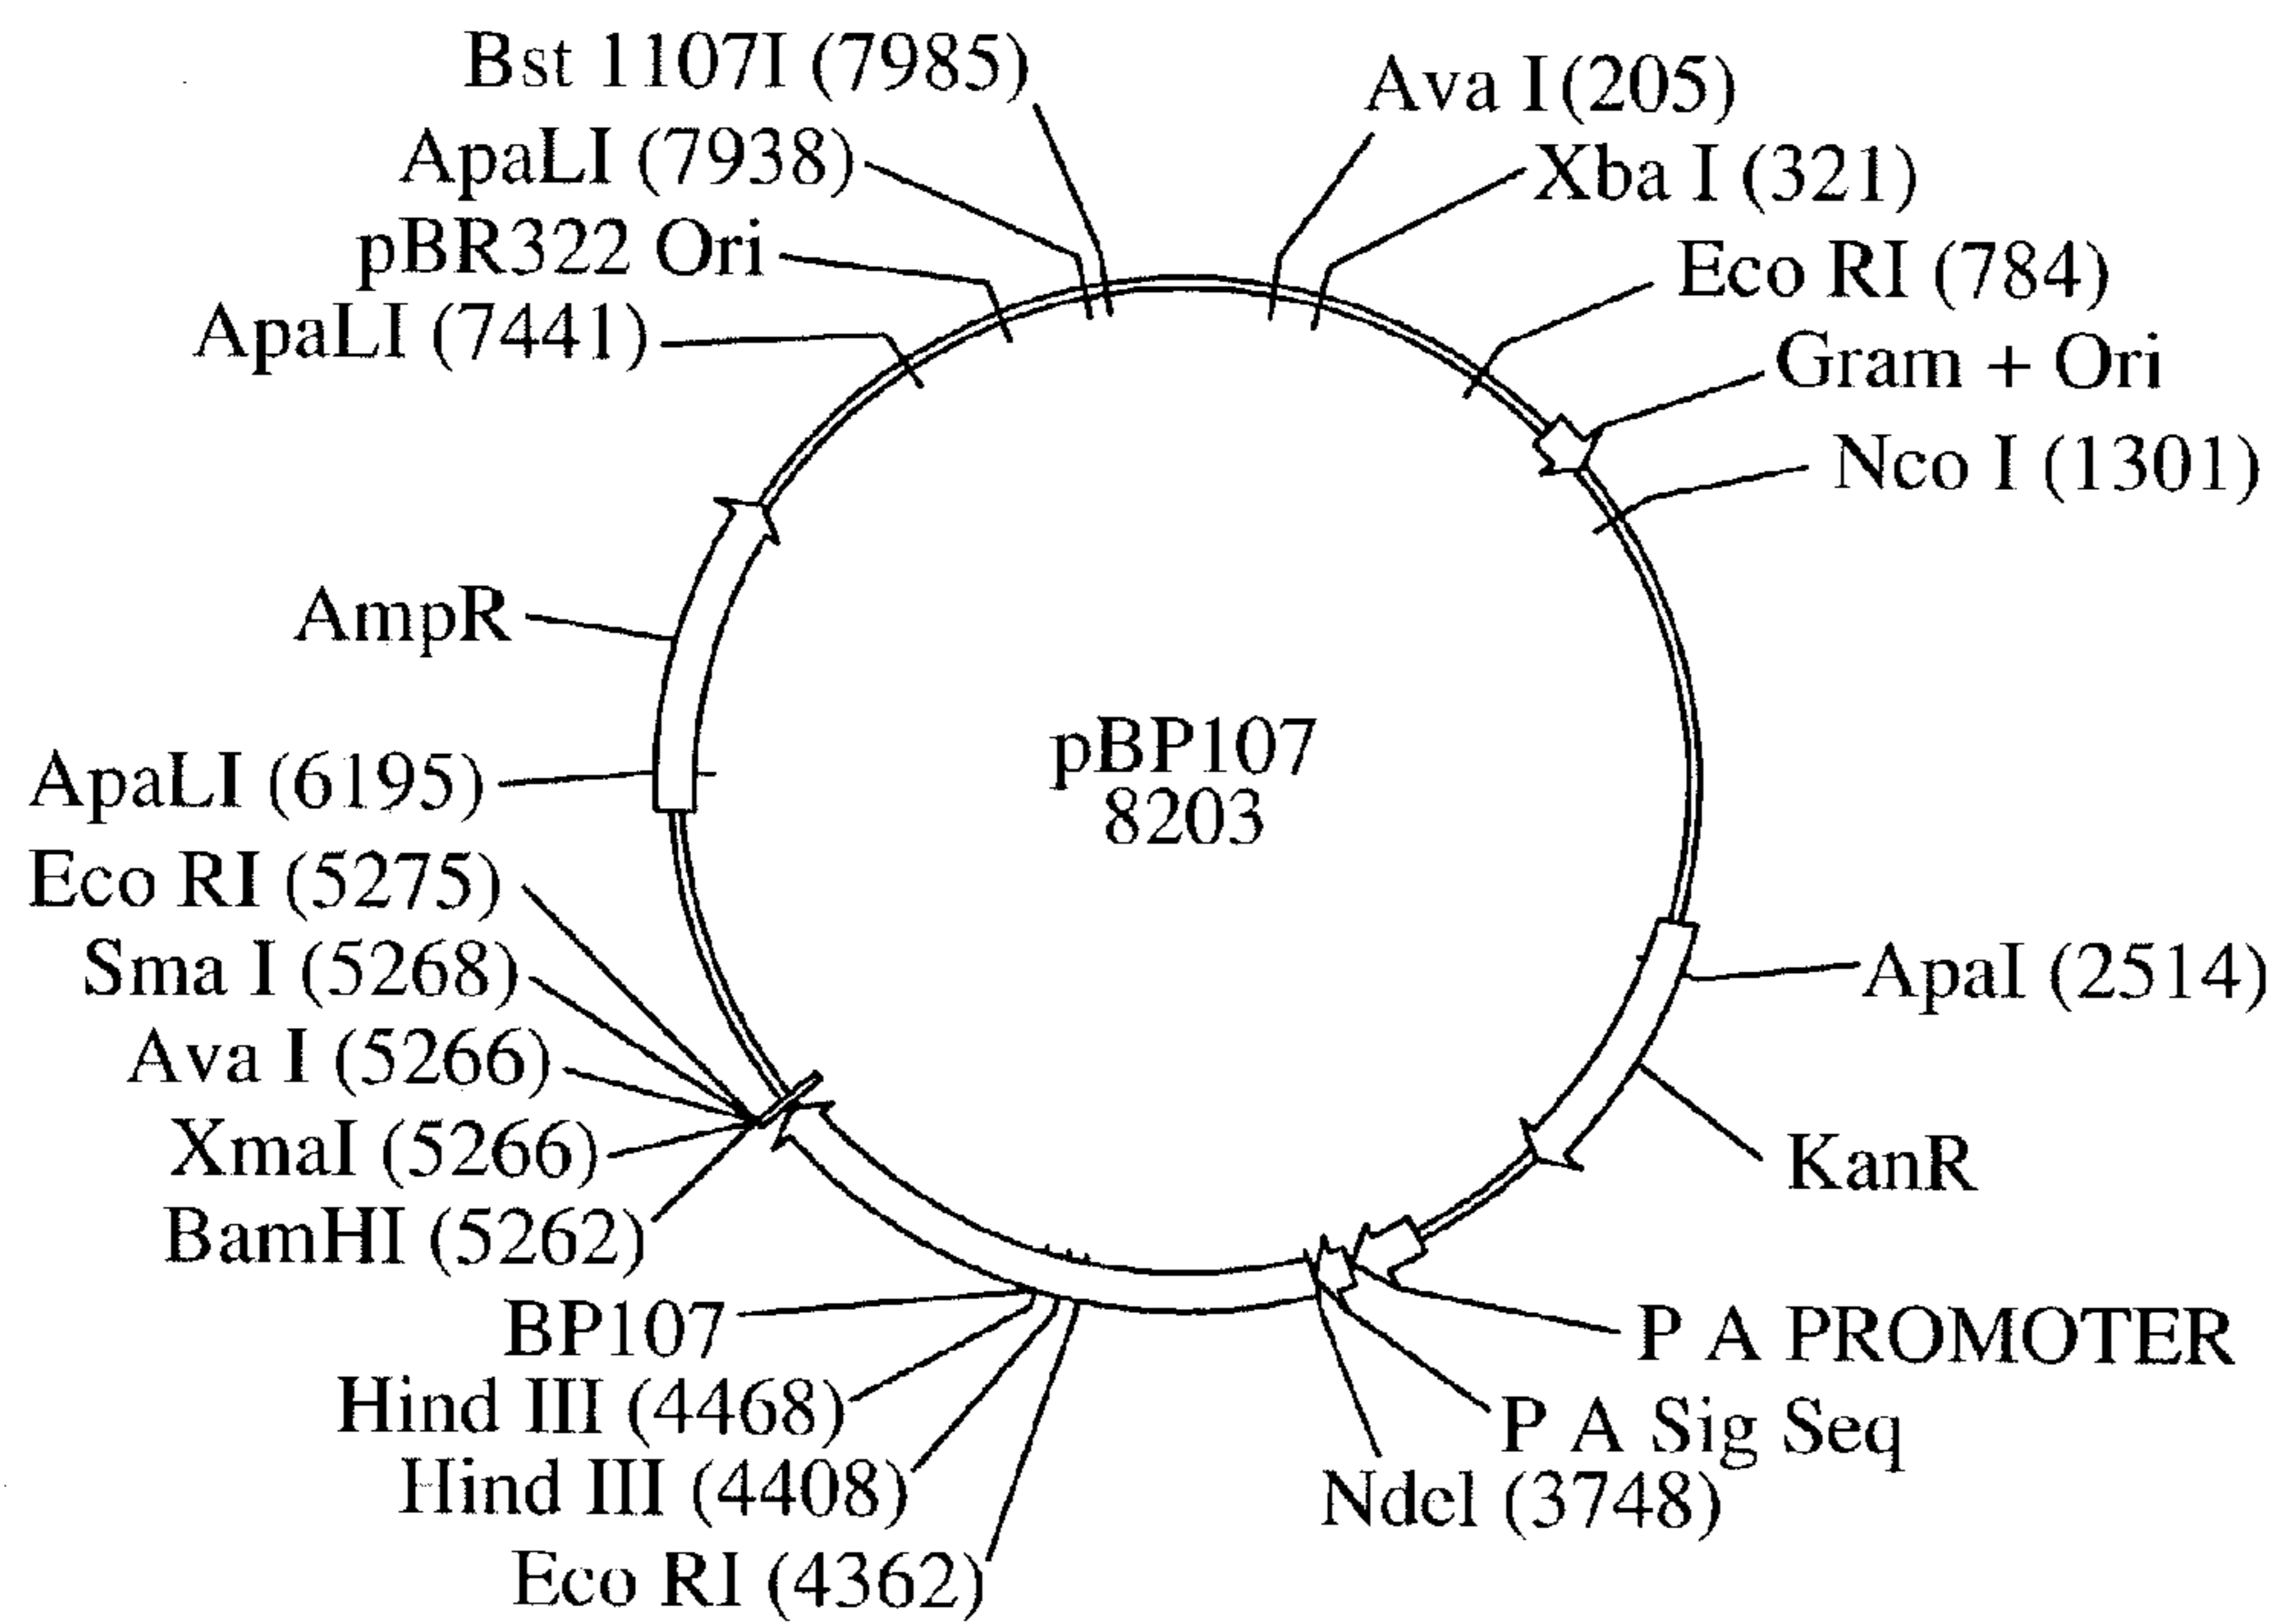 Bst 1107I (7985)
ApaLI (7938)
pBR322 Ori
ApaLI (7441)
AmpR
ApaLI (6195)
Eco RI (5275)
Sma I (5268)
Ava I (5266)
XmaI (5266)
BamHI (5262)
BP107
Hind III (4468)
Hind III (4408)
Eco RI (4362)
pBP107
8203
Ava I (205)
Xba I (321)
Eco RI (784)
Gram + Ori
Nco I (1301)
ApaI (2514)
KanR
P A PROMOTER
P A Sig Seq
NdeI (3748)